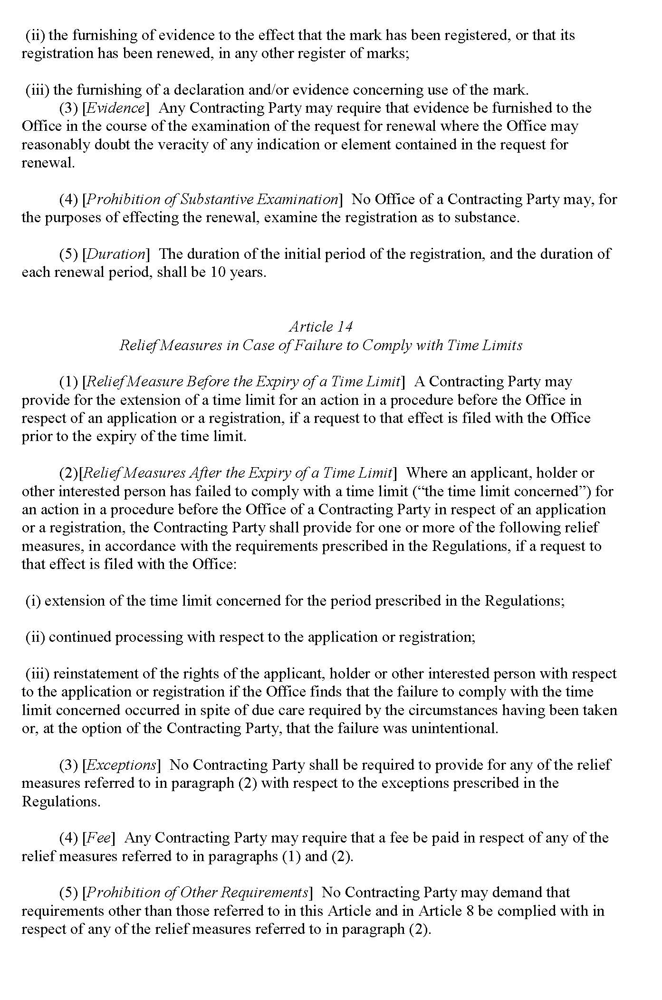 (ii) the furnishing of evidence to the effect that the mark has been registered, or that its
registration has been renewed, in any other register of marks;
(iii) the furnishing of a declaration and/or evidence concerning use of the mark.
(3) [Evidence]  Any Contracting Party may require that evidence be furnished to the
Office in the course of the examination of the request for renewal where the Office may
reasonably doubt the veracity of any indication or element contained in the request for
renewal.
(4) [Prohibition of Substantive Examination]  No Office of a Contracting Party may, for
the purposes of effecting the renewal, examine the registration as to substance.
(5) [Duration]  The duration of the initial period of the registration, and the duration of
each renewal period, shall be 10 years.
Article 14
Relief Measures in Case of Failure to Comply with Time Limits
(1) [Relief Measure Before the Expiry of a Time Limit]  A Contracting Party may
provide for the extension of a time limit for an action in a procedure before the Office in
respect of an application or a registration, if a request to that effect is filed with the Office
prior to the expiry of the time limit.
(2)[Relief Measures After the Expiry of a Time Limit]  Where an applicant, holder or
other interested person has failed to comply with a time limit (“the time limit concerned”) for
an action in a procedure before the Office of a Contracting Party in respect of an application
or a registration, the Contracting Party shall provide for one or more of the following relief
measures, in accordance with the requirements prescribed in the Regulations, if a request to
that effect is filed with the Office:
(i) extension of the time limit concerned for the period prescribed in the Regulations;
(ii) continued processing with respect to the application or registration;
(iii) reinstatement of the rights of the applicant, holder or other interested person with respect
to the application or registration if the Office finds that the failure to comply with the time
limit concerned occurred in spite of due care required by the circumstances having been taken
or, at the option of the Contracting Party, that the failure was unintentional.
(3) [Exceptions]  No Contracting Party shall be required to provide for any of the relief
measures referred to in paragraph (2) with respect to the exceptions prescribed in the
Regulations.
(4) [Fee]  Any Contracting Party may require that a fee be paid in respect of any of the
relief measures referred to in paragraphs (1) and (2).
(5) [Prohibition of Other Requirements]  No Contracting Party may demand that
requirements other than those referred to in this Article and in Article 8 be complied with in
respect of any of the relief measures referred to in paragraph (2).